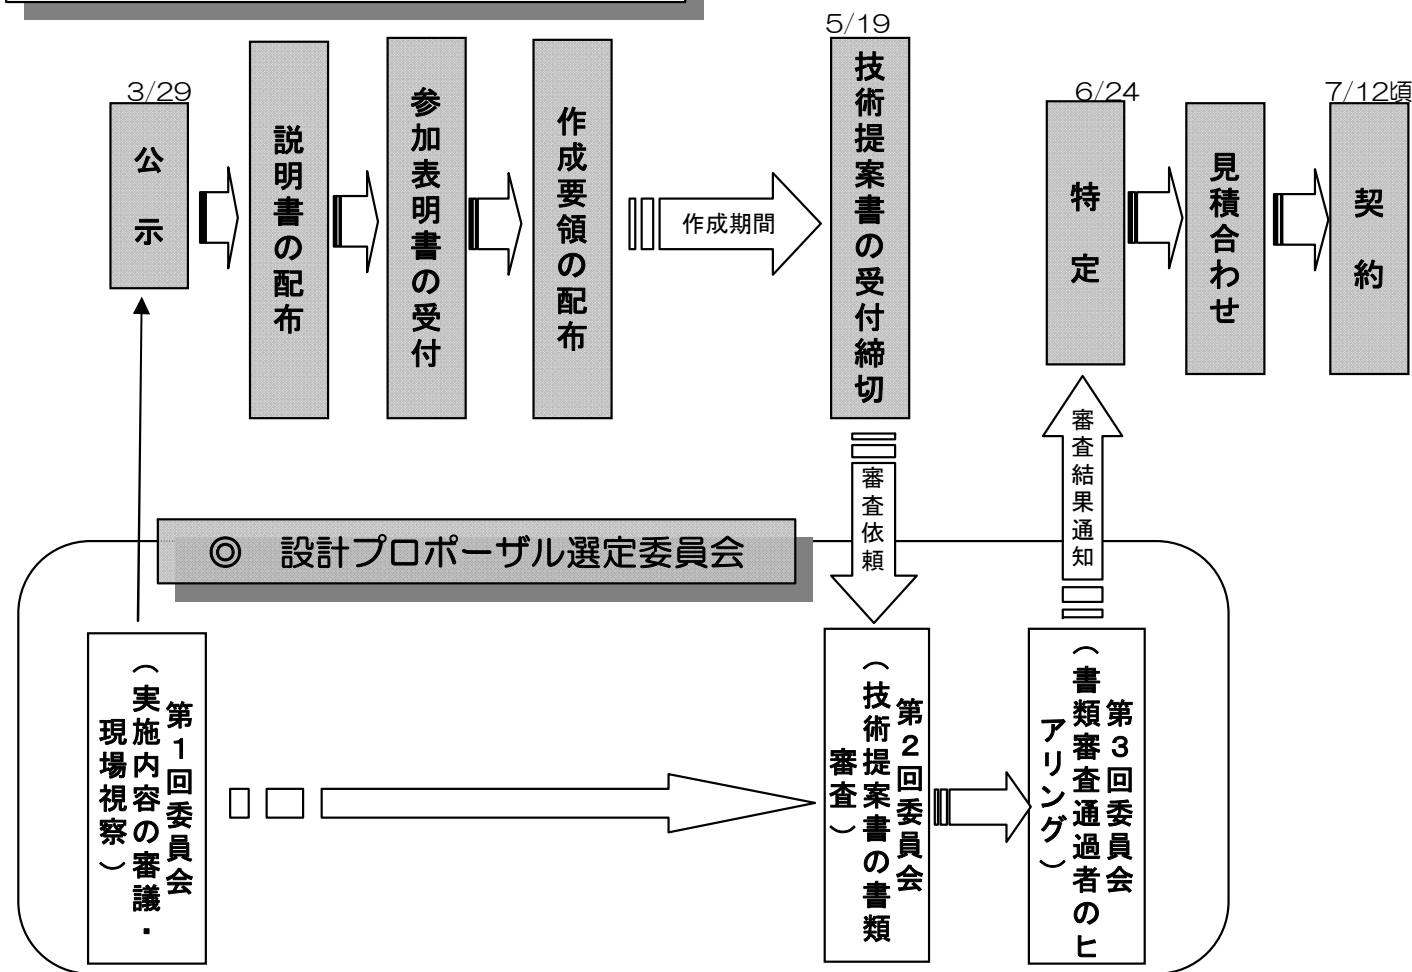 3/29
公示
説明書の配布
参加表明書の受付
作成要領の配布
作成期間
5/19
技術提案書の受付締切
6/24
特定
見積合わせ
7/12頃
契約
審査依頼
審査結果通知
◎ 設計プロポーザル選定委員会
第１回委員会
（実施内容の審議・
現場視察）
第２回委員会
（技術提案書の書類
審査）
第３回委員会
（書類審査通過者のヒ
アリング）